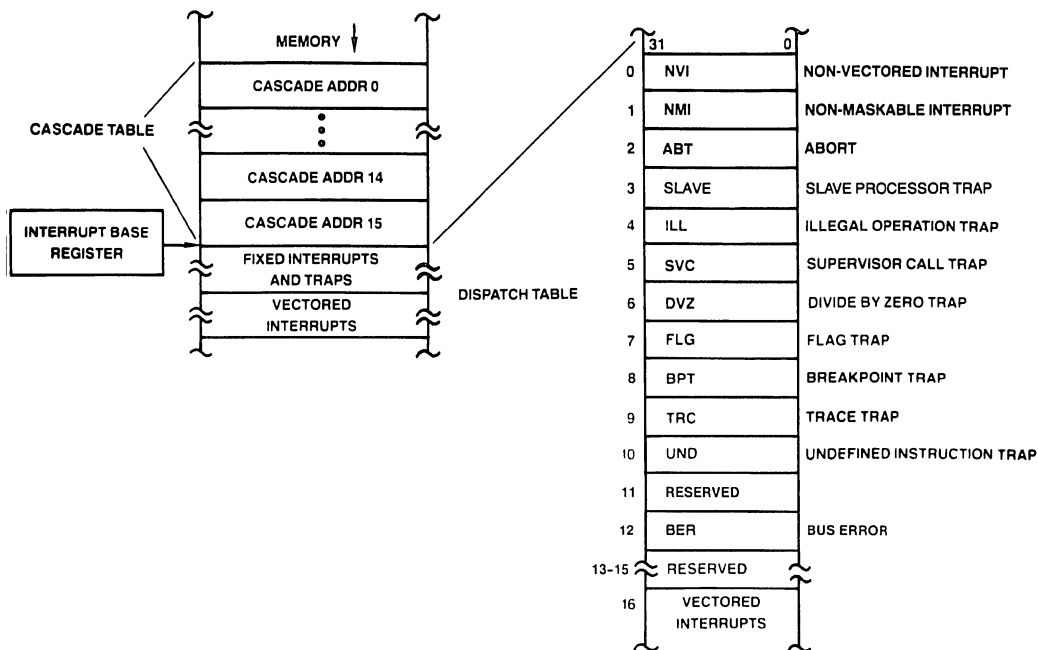 MEMORY
CASCADE ADDR 0
CASCADE TABLE
CASCADE ADDR 14
CASCADE ADDR 15
INTERRUPT BASE
REGISTER
FIXED INTERRUPTS
AND TRAPS
VECTORED
INTERRUPTS
DISPATCH TABLE
31 0
0 NVI NON-VECTORED INTERRUPT
1 NMI NON-MASKABLE INTERRUPT
2 ABT ABORT
3 SLAVE SLAVE PROCESSOR TRAP
4 ILL ILLEGAL OPERATION TRAP
5 SVC SUPERVISOR CALL TRAP
6 DVZ DIVIDE BY ZERO TRAP
7 FLG FLAG TRAP
8 BPT BREAKPOINT TRAP
9 TRC TRACE TRAP
10 UND UNDEFINED INSTRUCTION TRAP
11 RESERVED
12 BER BUS ERROR
13-15 RESERVED
16 VECTORED
INTERRUPTS